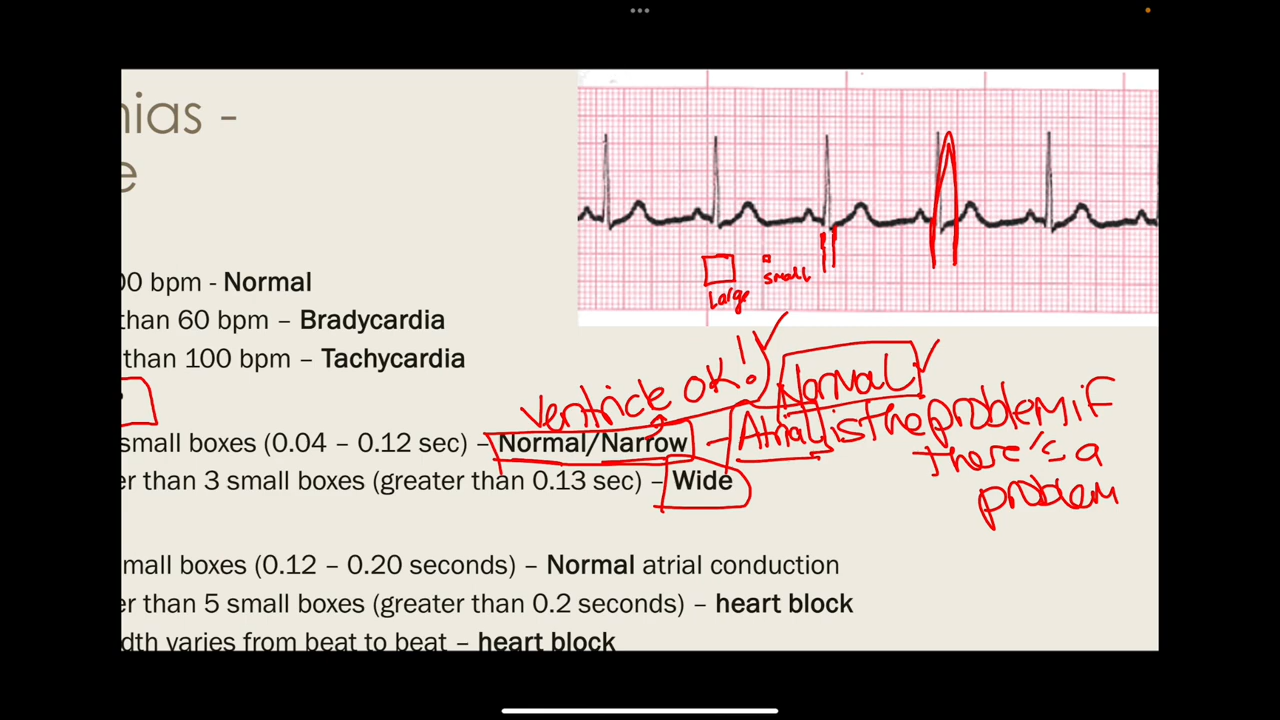 nias -
e
00 bpm - Normal
than 60 bpm – Bradycardia
than 100 bpm – Tachycardia
small boxes (0.04 – 0.12 sec) – Normal/Narrow
er than 3 small boxes (greater than 0.13 sec) – Wide
mall boxes (0.12 – 0.20 seconds) – Normal atrial conduction
er than 5 small boxes (greater than 0.2 seconds) – heart block
dth varies from beat to beat – heart block
Large
small
Ventricle OK!
Normal
Atrial is the problem if
there's a
problem